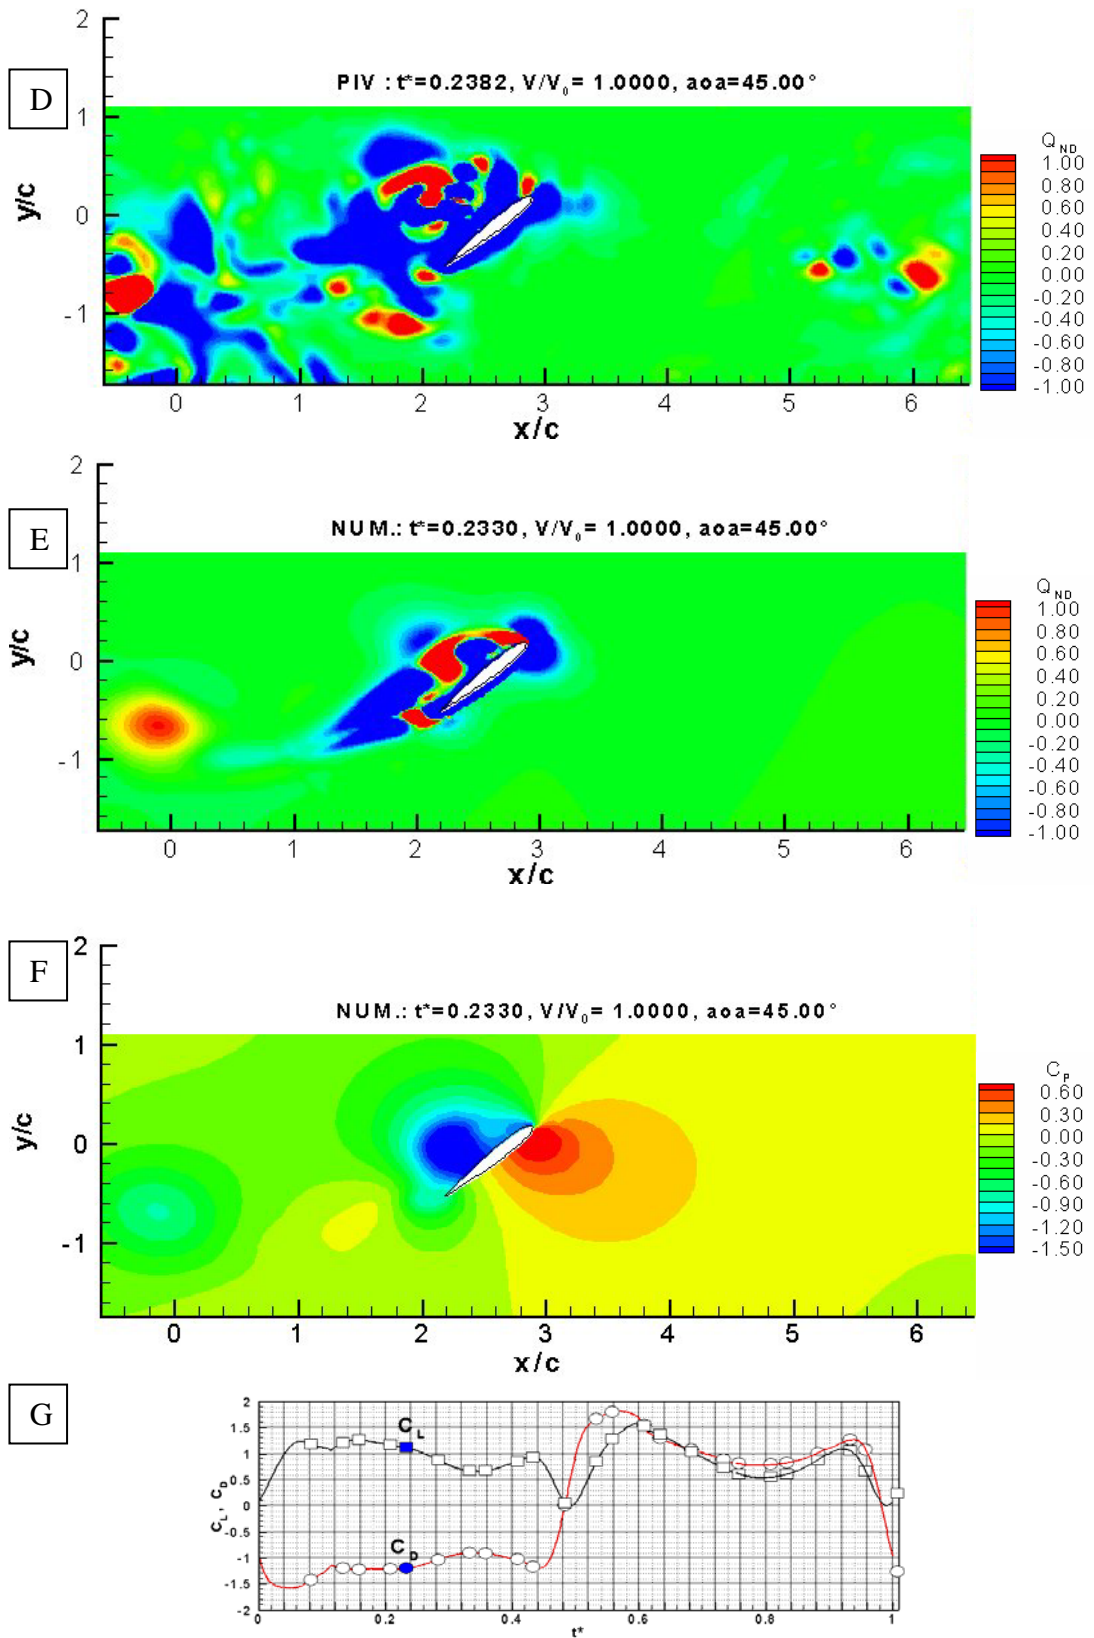 D
2
1
0
-1
y/c
PIV : t*=0.2382, V/V₀= 1.0000, aoa=45.00°
0 1 2 3 4 5 6
x/c
Q ND
1.00
0.80
0.60
0.40
0.20
0.00
-0.20
-0.40
-0.60
-0.80
-1.00
E
2
1
0
-1
y/c
NUM.: t*=0.2330, V/V₀= 1.0000, aoa=45.00°
0 1 2 3 4 5 6
x/c
Q ND
1.00
0.80
0.60
0.40
0.20
0.00
-0.20
-0.40
-0.60
-0.80
-1.00
F
2
1
0
-1
y/c
NUM.: t*=0.2330, V/V₀= 1.0000, aoa=45.00°
0 1 2 3 4 5 6
x/c
C P
0.60
0.30
0.00
-0.30
-0.60
-0.90
-1.20
-1.50
G
2
1.5
1
0.5
0
-0.5
-1
-1.5
-2
C L , C D
C L
C D
0 0.2 0.4 0.6 0.8 1
t*